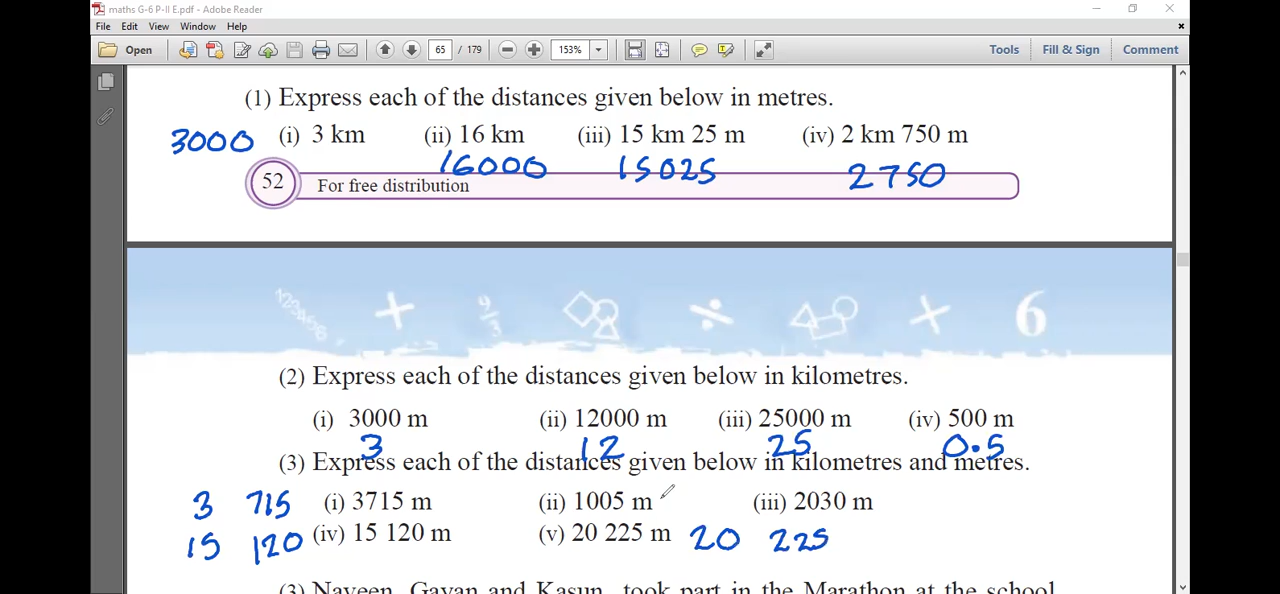 maths G-6 P-II E.pdf - Adobe Reader
File Edit View Window Help
Open 65 / 179 153% Tools Fill & Sign Comment
(1) Express each of the distances given below in metres.
3000 (i) 3 km (ii) 16 km (iii) 15 km 25 m (iv) 2 km 750 m
16000 15025 2750
52 For free distribution
9/3 6
(2) Express each of the distances given below in kilometres.
(i) 3000 m (ii) 12000 m (iii) 25000 m (iv) 500 m
3 12 25 0.5
(3) Express each of the distances given below in kilometres and metres.
3 715 (i) 3715 m (ii) 1005 m (iii) 2030 m
15 120 (iv) 15 120 m (v) 20 225 m 20 225
(3) Naveen, Gayan and Kasun, took part in the Marathon at the school